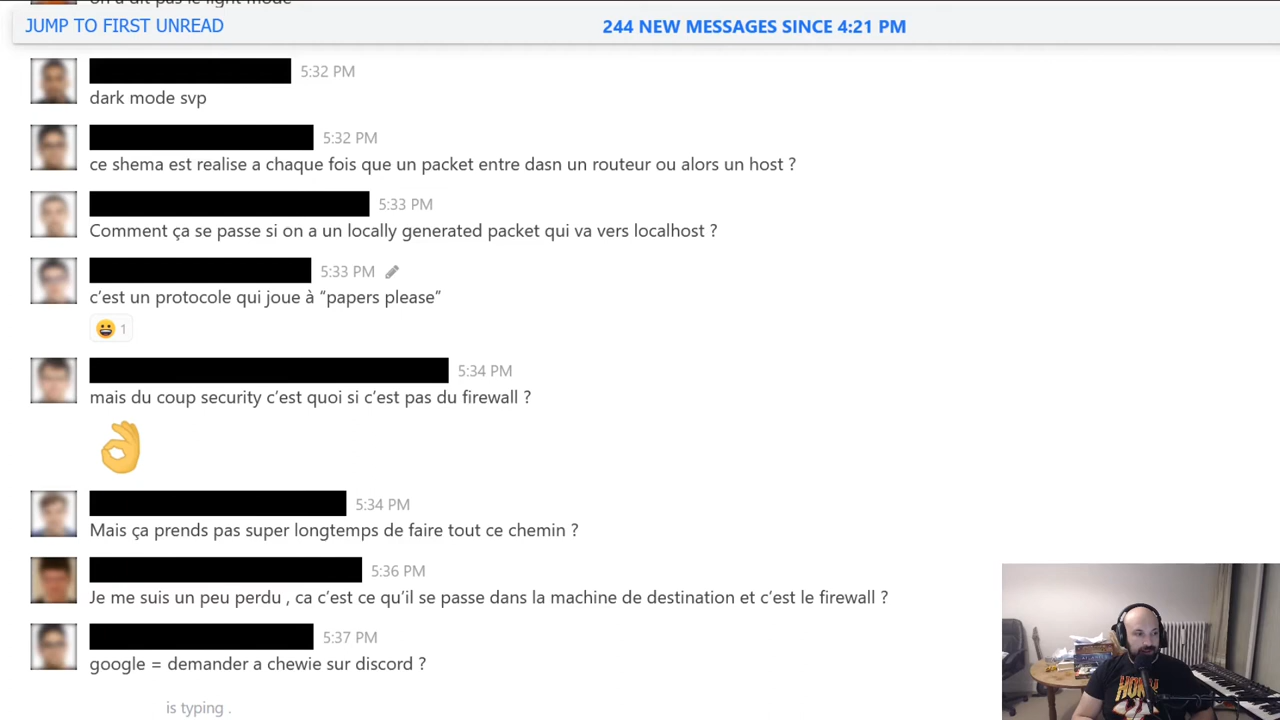 on a dit pas le light mode
JUMP TO FIRST UNREAD
244 NEW MESSAGES SINCE 4:21 PM
5:32 PM
dark mode svp
5:32 PM
ce shema est realise a chaque fois que un packet entre dasn un routeur ou alors un host ?
5:33 PM
Comment ça se passe si on a un locally generated packet qui va vers localhost ?
5:33 PM
c’est un protocole qui joue à “papers please”
1
5:34 PM
mais du coup security c’est quoi si c’est pas du firewall ?
5:34 PM
Mais ça prends pas super longtemps de faire tout ce chemin ?
5:36 PM
Je me suis un peu perdu , ca c’est ce qu’il se passe dans la machine de destination et c’est le firewall ?
5:37 PM
google = demander a chewie sur discord ?
is typing .